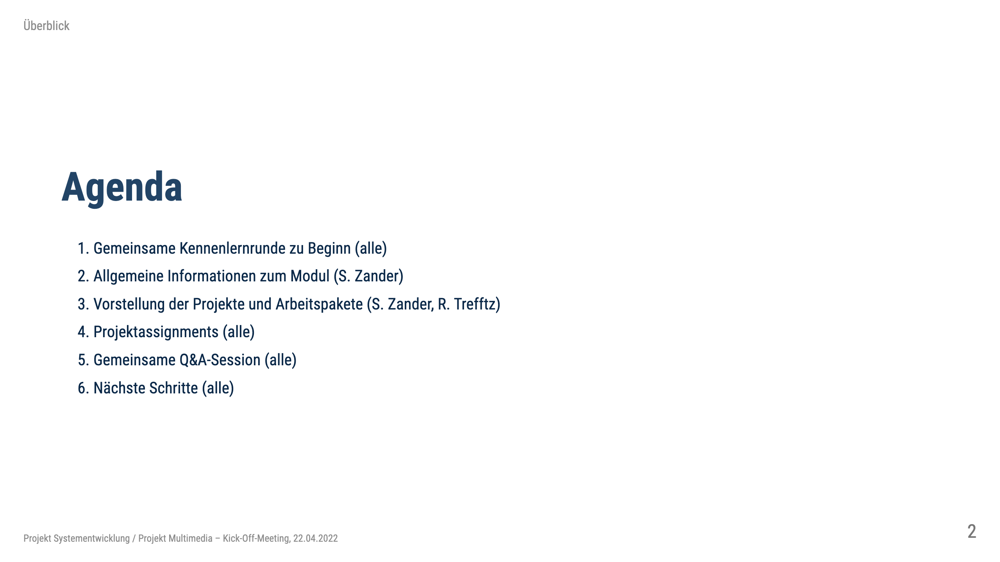 Überblick
Agenda
1. Gemeinsame Kennenlernrunde zu Beginn (alle)
2. Allgemeine Informationen zum Modul (S. Zander)
3. Vorstellung der Projekte und Arbeitspakete (S. Zander, R. Trefftz)
4. Projektassignments (alle)
5. Gemeinsame Q&A-Session (alle)
6. Nächste Schritte (alle)
Projekt Systementwicklung / Projekt Multimedia – Kick-Off-Meeting, 22.04.2022
2